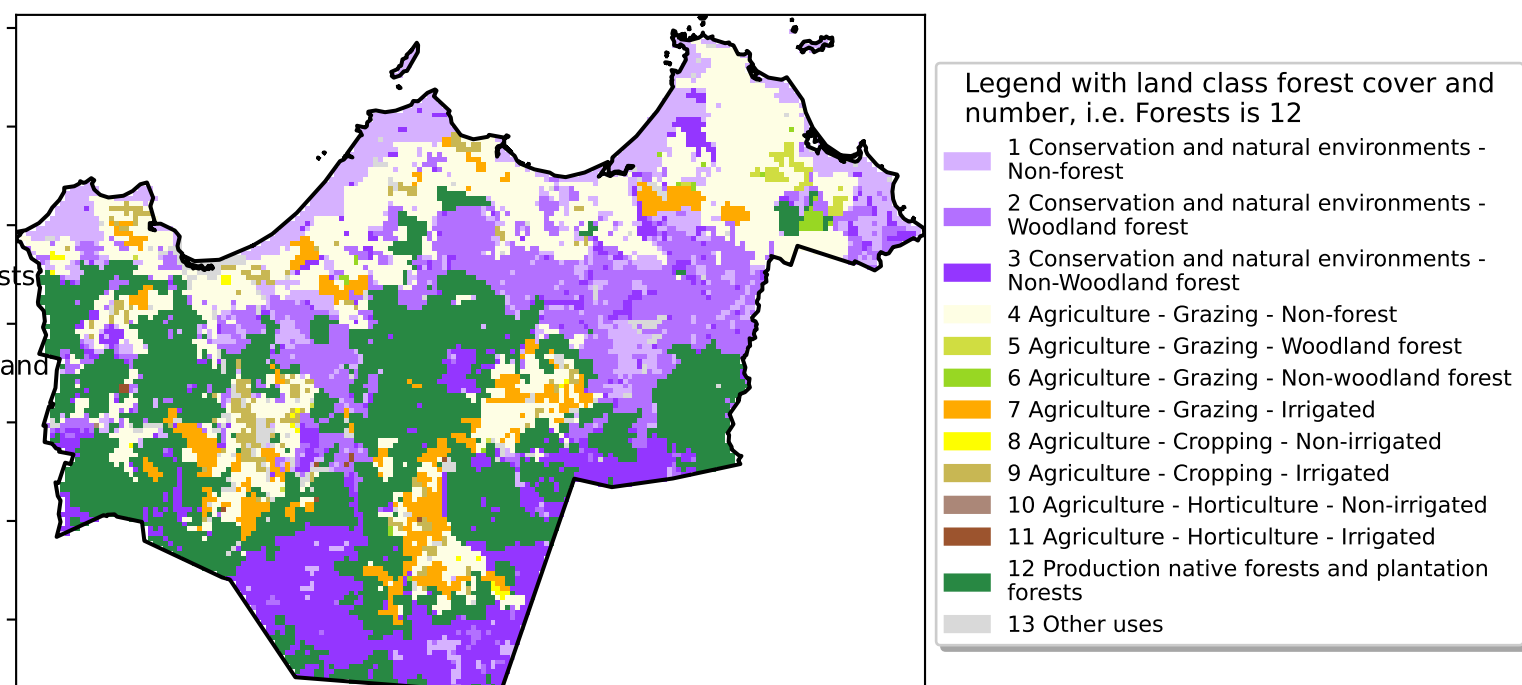 Legend with land class forest cover and
number, i.e. Forests is 12
1 Conservation and natural environments -
Non-forest
2 Conservation and natural environments -
Woodland forest
3 Conservation and natural environments -
Non-Woodland forest
4 Agriculture - Grazing - Non-forest
5 Agriculture - Grazing - Woodland forest
6 Agriculture - Grazing - Non-woodland forest
7 Agriculture - Grazing - Irrigated
8 Agriculture - Cropping - Non-irrigated
9 Agriculture - Cropping - Irrigated
10 Agriculture - Horticulture - Non-irrigated
11 Agriculture - Horticulture - Irrigated
12 Production native forests and plantation
forests
13 Other uses
sts
and